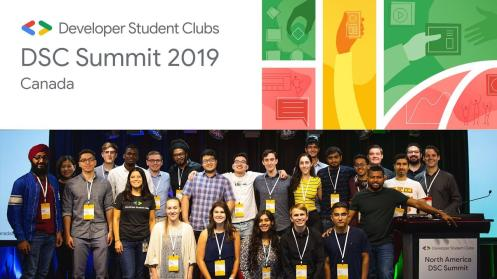 Developer Student Clubs
DSC Summit 2019
Canada
Developer Student Clubs
North America
DSC Summit